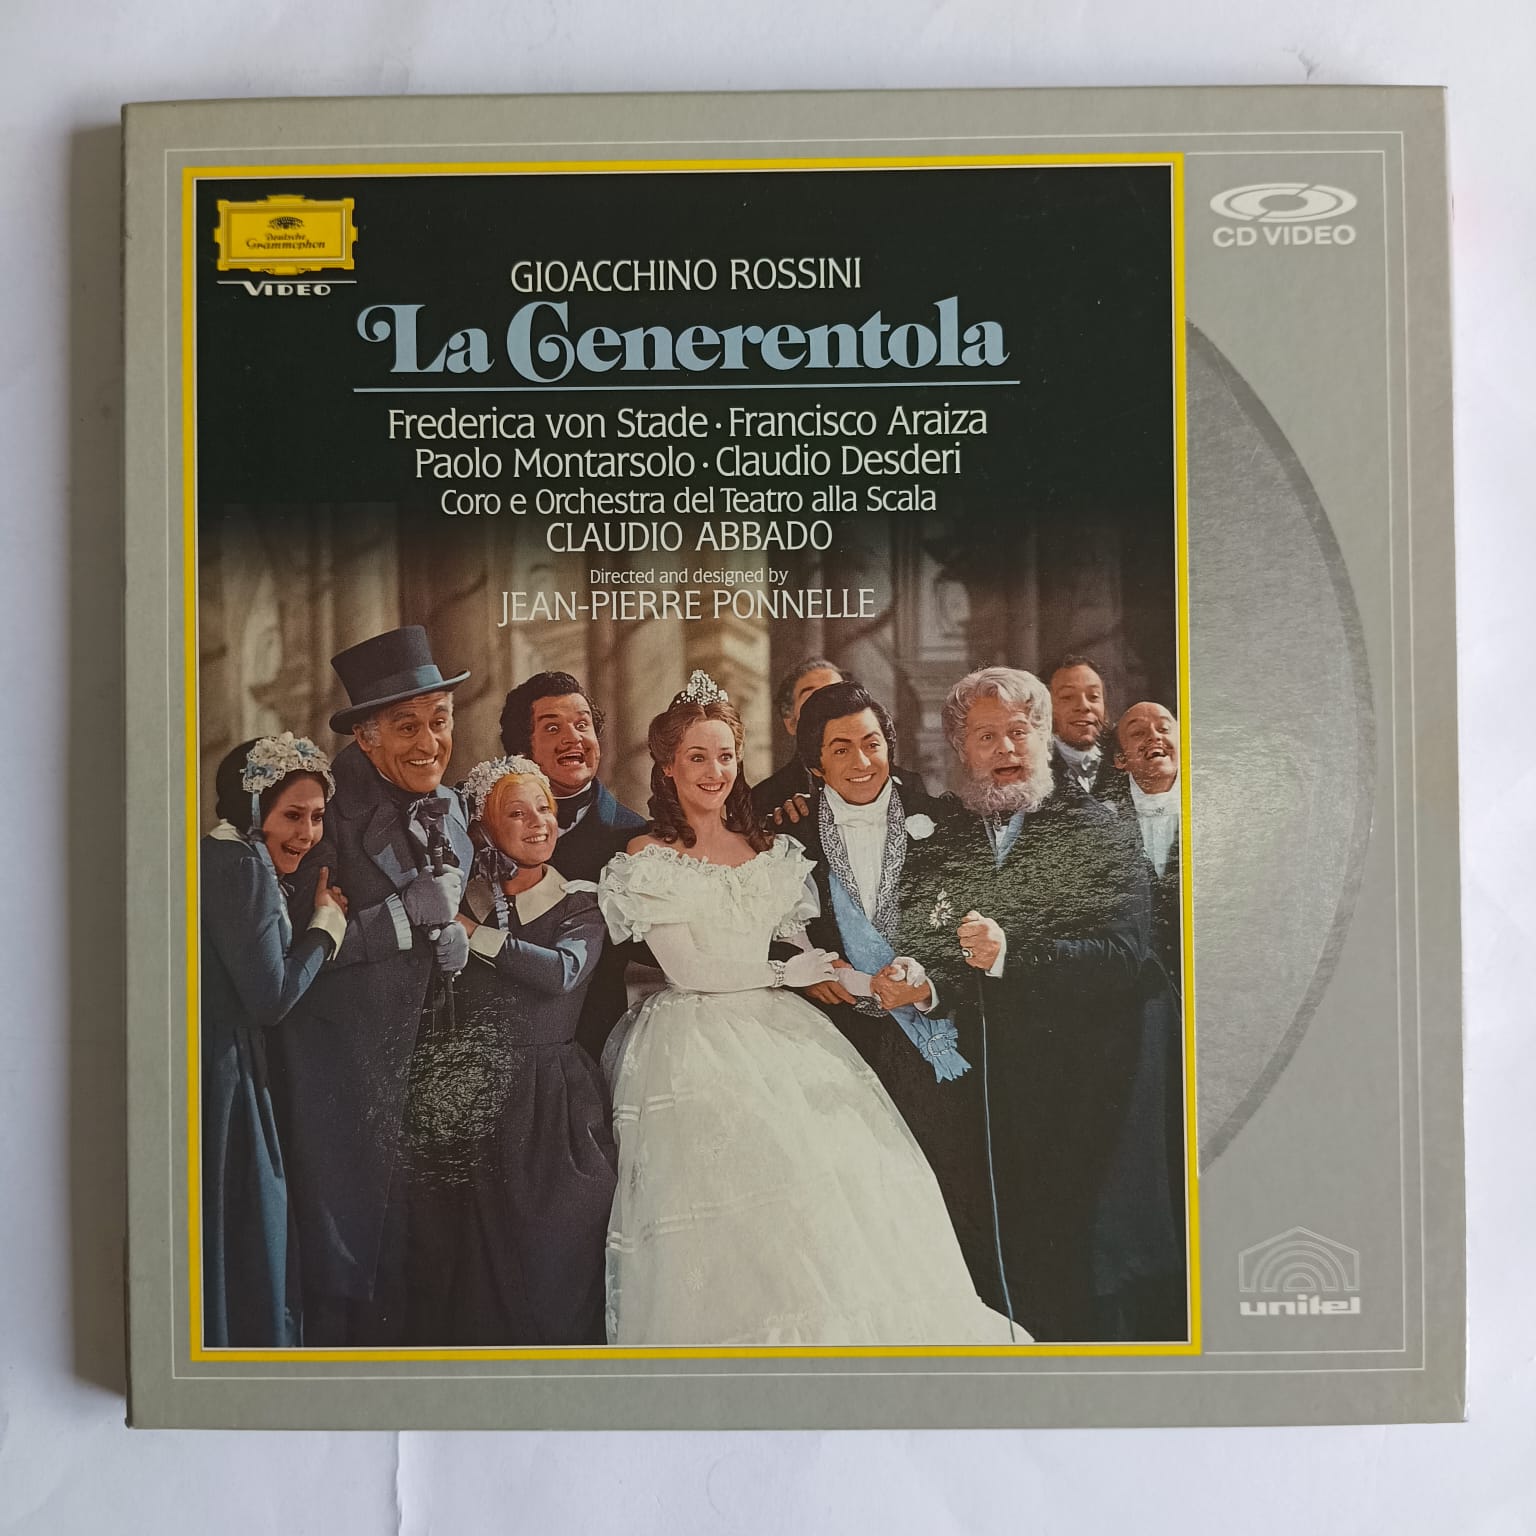 Deutsche
Grammophon
VIDEO
CD VIDEO
GIOACCHINO ROSSINI
La Cenerentola
Frederica von Stade · Francisco Araiza
Paolo Montarsolo · Claudio Desderi
Coro e Orchestra del Teatro alla Scala
CLAUDIO ABBADO
Directed and designed by
JEAN-PIERRE PONNELLE
unitel